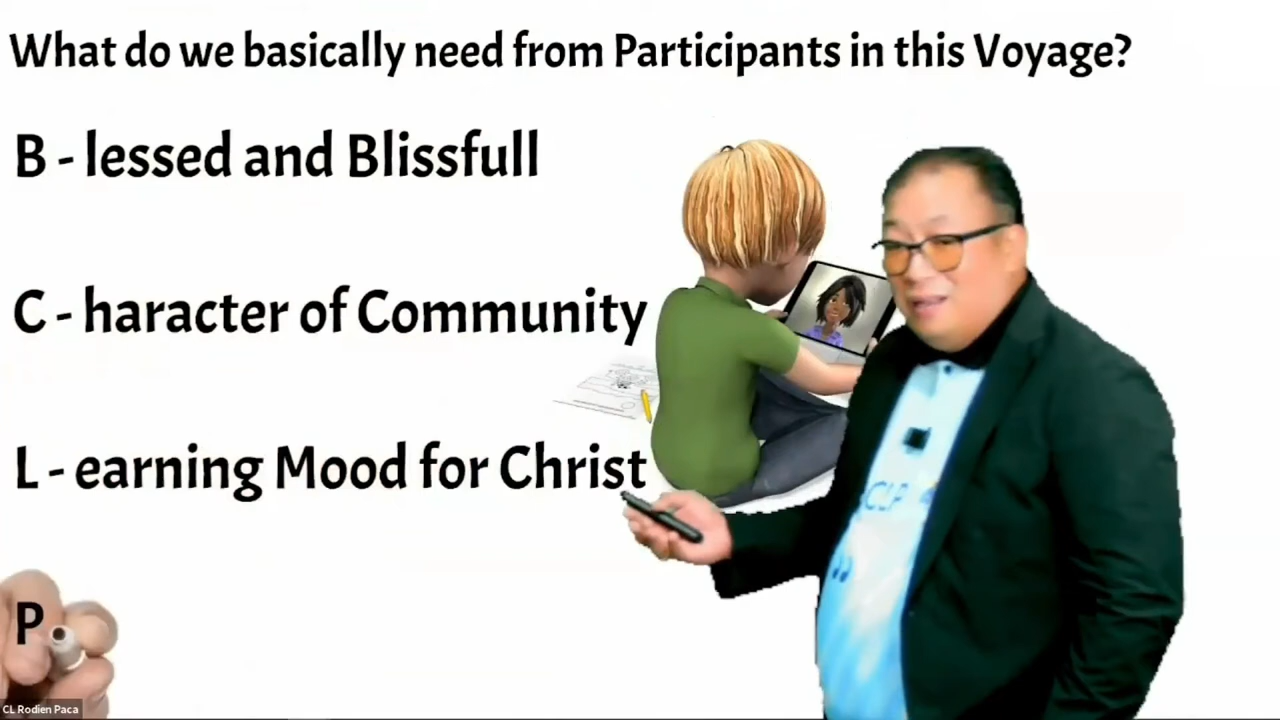 What do we basically need from Participants in this Voyage?
B - lessed and Blissfull
C - haracter of Community
L - earning Mood for Christ
CLP
P
CL Rodien Paca